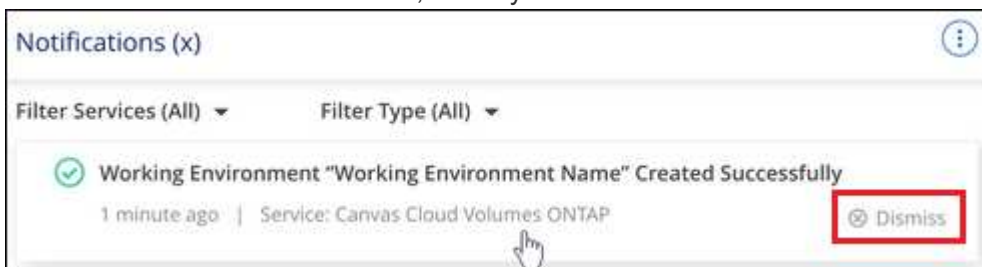 Notifications (x)
Filter Services (All) Filter Type (All)
Working Environment “Working Environment Name” Created Successfully
1 minute ago | Service: Canvas Cloud Volumes ONTAP Dismiss